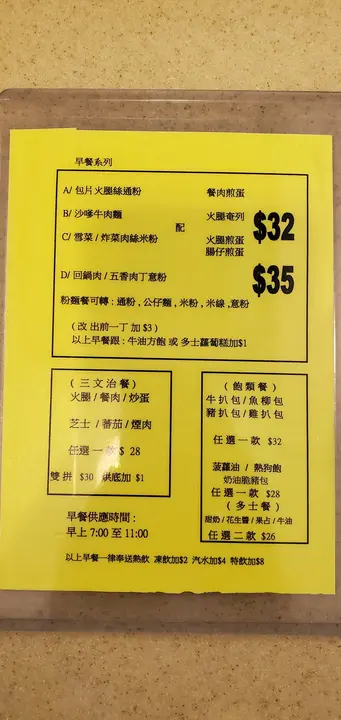 早餐系列
A/ 包片火腿絲通粉 餐肉煎蛋
B/ 沙嗲牛肉麵 火腿奄列
配 $32
C/ 雪菜 / 炸菜肉絲米粉 火腿煎蛋
腸仔煎蛋
D/ 回鍋肉 / 五香肉丁意粉 $35
粉麵餐可轉 : 通粉 , 公仔麵 , 米粉 , 米線 , 意粉
( 改 出前一丁 加 $3 )
以上早餐跟 : 牛油方飽 或 多士蘿葡糕加$1
( 三 文 治 餐 )
火腿 / 餐肉 / 炒蛋
芝士 / 蕃茄 / 煙肉
任 選 一 款 $ 28
雙 拼 $30 烘底加 $1
早餐供應時間 :
早上 7:00 至 11:00
( 飽 類 餐 )
牛 扒 包 / 魚 柳 包
豬 扒 包 / 雞 扒 包
任 選 一 款 $32
菠蘿油 / 熱狗飽
奶油脆豬包
任 選 一 款 $28
( 多 士 餐 )
甜奶 / 花生醬 / 果占 / 牛油
任 選 二 款 $26
以上早餐一律奉送熱飲 凍飲加$2 汽水加$4 特飲加$8